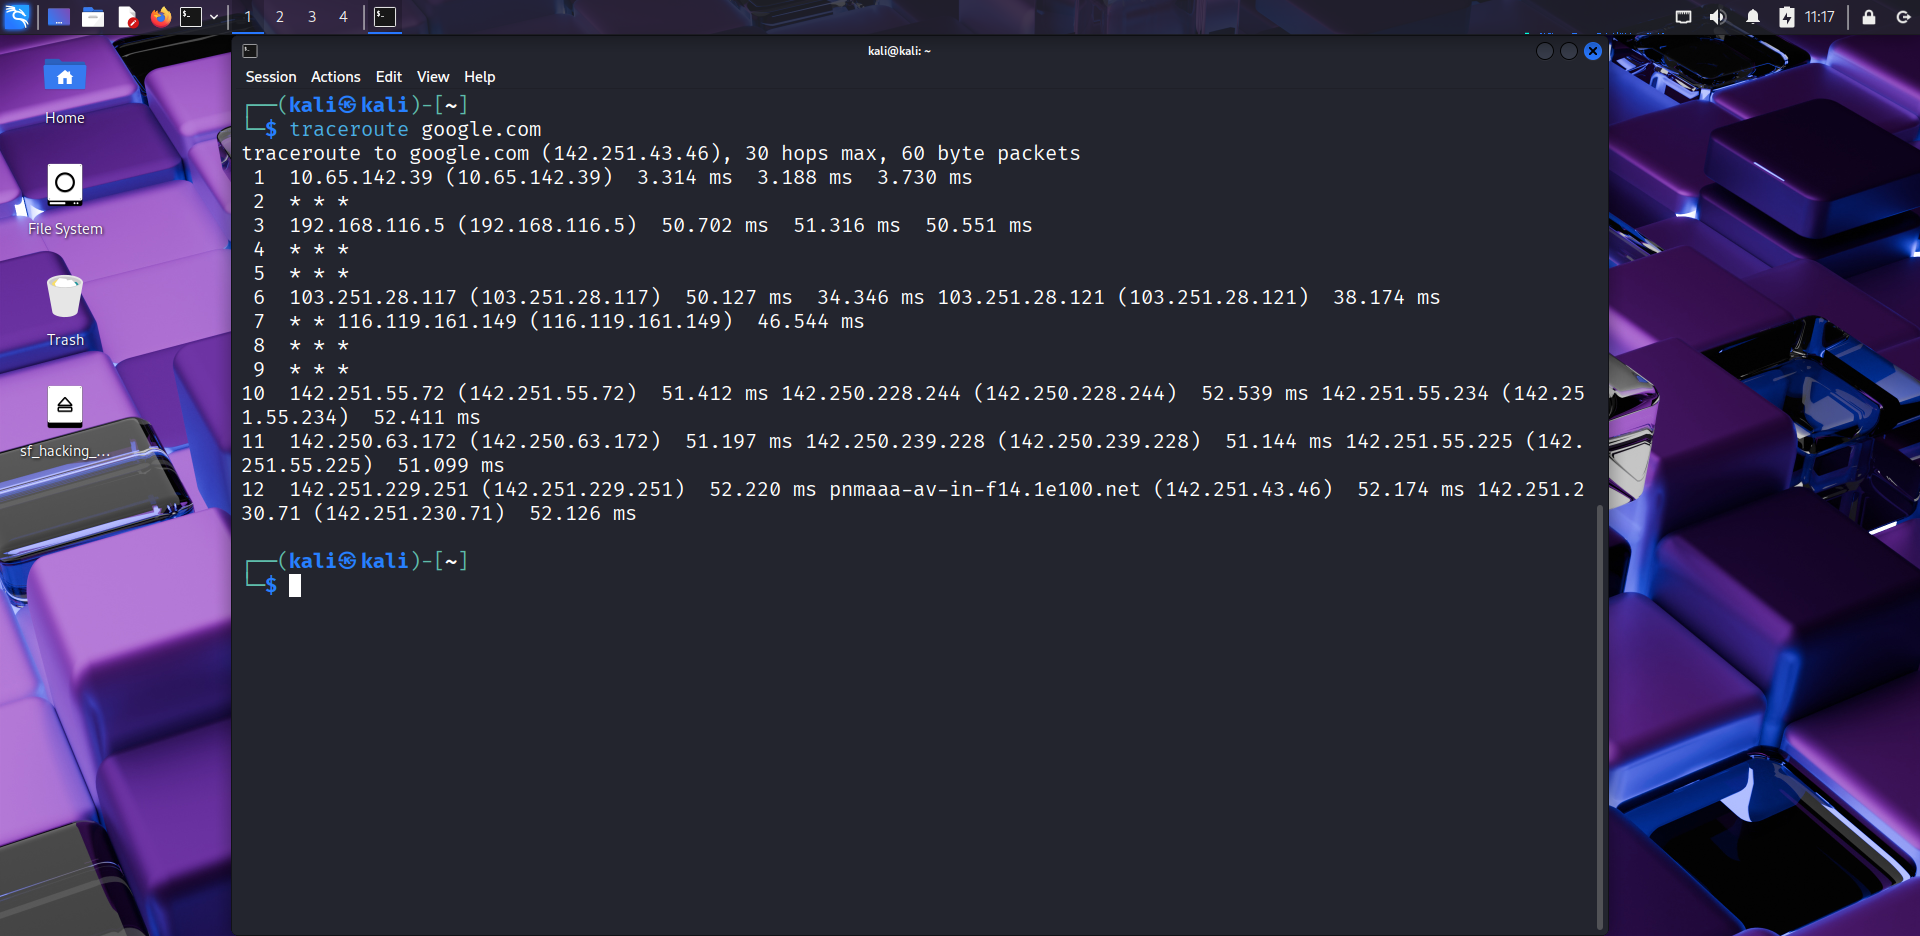 1 2 3 4 11:17
kali@kali: ~
Session Actions Edit View Help
┌──(kali㉿kali)-[~]
└─$ traceroute google.com
traceroute to google.com (142.251.43.46), 30 hops max, 60 byte packets
 1  10.65.142.39 (10.65.142.39)  3.314 ms  3.188 ms  3.730 ms
 2  * * *
 3  192.168.116.5 (192.168.116.5)  50.702 ms  51.316 ms  50.551 ms
 4  * * *
 5  * * *
 6  103.251.28.117 (103.251.28.117)  50.127 ms  34.346 ms 103.251.28.121 (103.251.28.121)  38.174 ms
 7  * * 116.119.161.149 (116.119.161.149)  46.544 ms
 8  * * *
 9  * * *
10  142.251.55.72 (142.251.55.72)  51.412 ms 142.250.228.244 (142.250.228.244)  52.539 ms 142.251.55.234 (142.25
1.55.234)  52.411 ms
11  142.250.63.172 (142.250.63.172)  51.197 ms 142.250.239.228 (142.250.239.228)  51.144 ms 142.251.55.225 (142.
251.55.225)  51.099 ms
12  142.251.229.251 (142.251.229.251)  52.220 ms pnmaaa-av-in-f14.1e100.net (142.251.43.46)  52.174 ms 142.251.2
30.71 (142.251.230.71)  52.126 ms
┌──(kali㉿kali)-[~]
└─$
Home
File System
Trash
sf_hacking_...